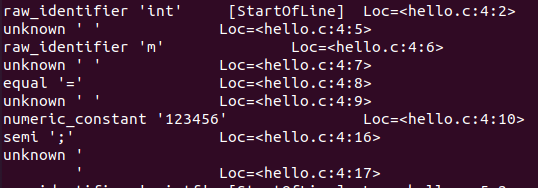 raw_identifier 'int' [StartOfLine] Loc=<hello.c:4:2>
unknown ' ' Loc=<hello.c:4:5>
raw_identifier 'm' Loc=<hello.c:4:6>
unknown ' ' Loc=<hello.c:4:7>
equal '=' Loc=<hello.c:4:8>
unknown ' ' Loc=<hello.c:4:9>
numeric_constant '123456' Loc=<hello.c:4:10>
semi ';' Loc=<hello.c:4:16>
unknown '
' Loc=<hello.c:4:17>